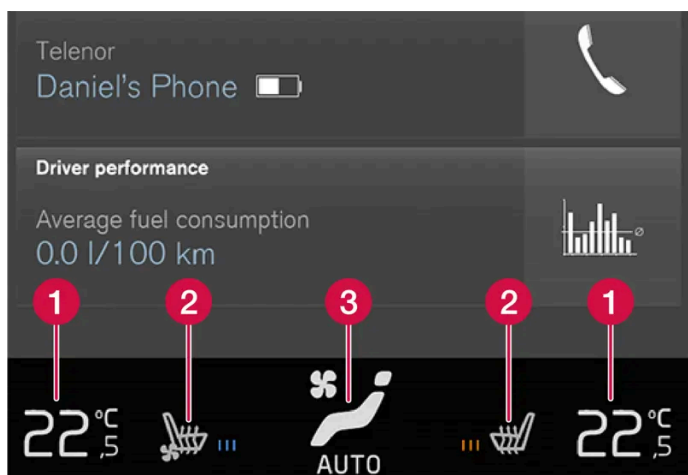 Telenor
Daniel's Phone
Driver performance
Average fuel consumption
0.0 l/100 km
1 2 3 2 1
22,5 °C 22,5 °C
AUTO